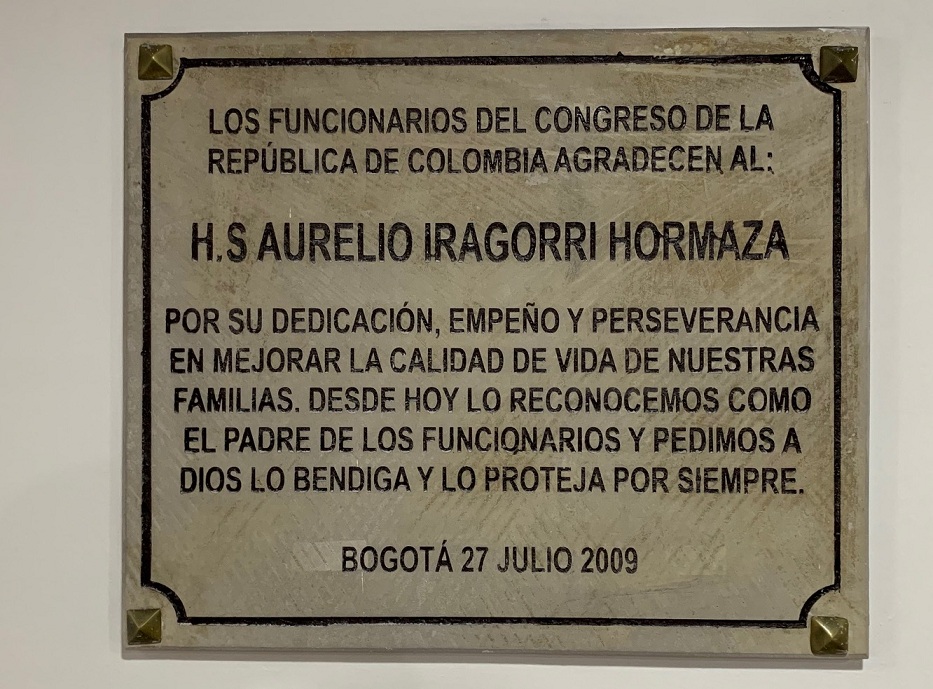 LOS FUNCIONARIOS DEL CONGRESO DE LA
REPÚBLICA DE COLOMBIA AGRADECEN AL:
H.S AURELIO IRAGORRI HORMAZA
POR SU DEDICACIÓN, EMPEÑO Y PERSEVERANCIA
EN MEJORAR LA CALIDAD DE VIDA DE NUESTRAS
FAMILIAS. DESDE HOY LO RECONOCEMOS COMO
EL PADRE DE LOS FUNCIONARIOS Y PEDIMOS A
DIOS LO BENDIGA Y LO PROTEJA POR SIEMPRE.
BOGOTÁ 27 JULIO 2009